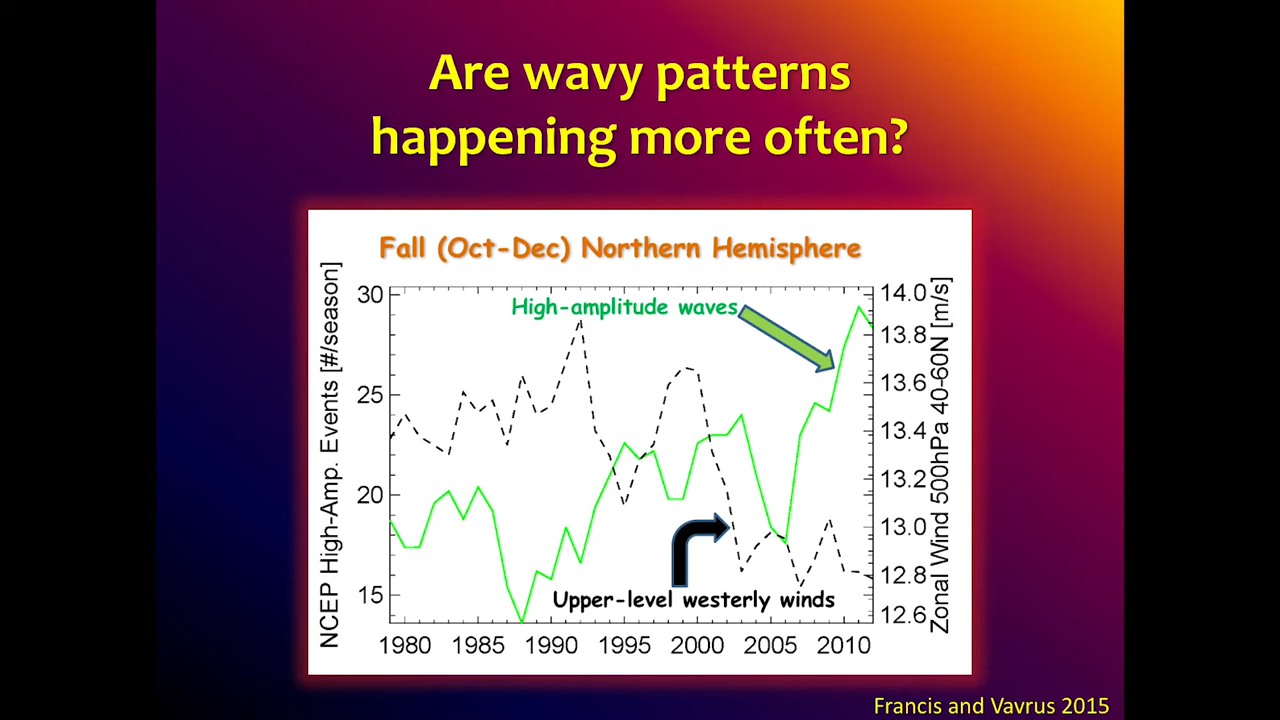 Are wavy patterns
happening more often?
Fall (Oct-Dec) Northern Hemisphere
High-amplitude waves
Upper-level westerly winds
NCEP High-Amp. Events [#/season]
30
25
20
15
14.0
13.8
13.6
13.4
13.2
13.0
12.8
12.6
Zonal Wind 500hPa 40-60N [m/s]
1980 1985 1990 1995 2000 2005 2010
Francis and Vavrus 2015